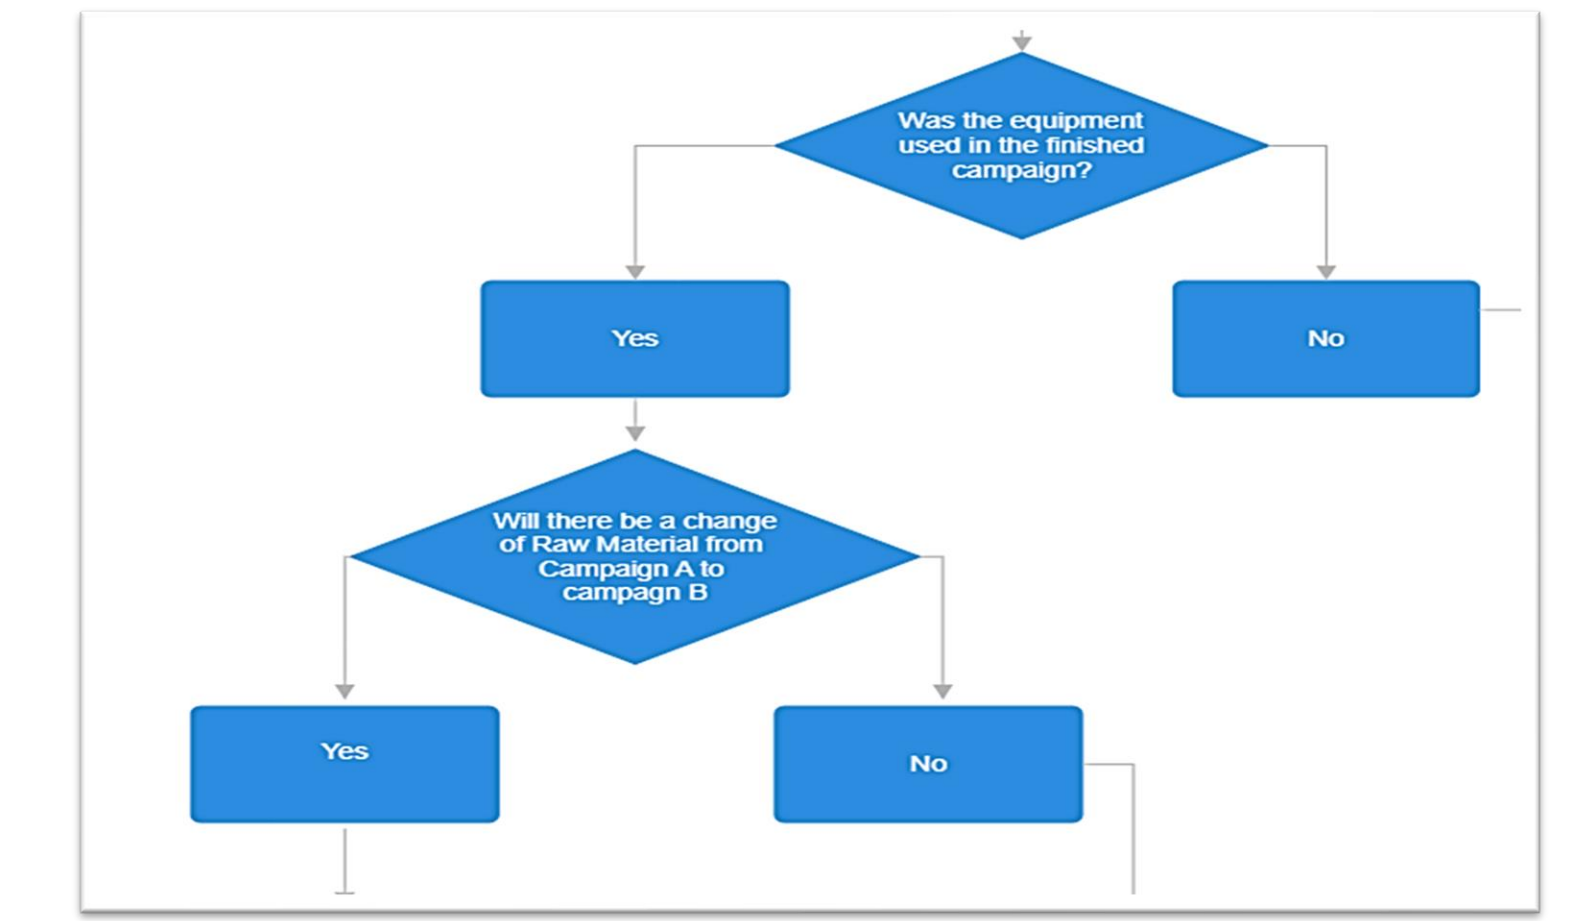 Was the equipment
used in the finished
campaign?
Yes
No
Will there be a change
of Raw Material from
Campaign A to
campagn B
Yes
No